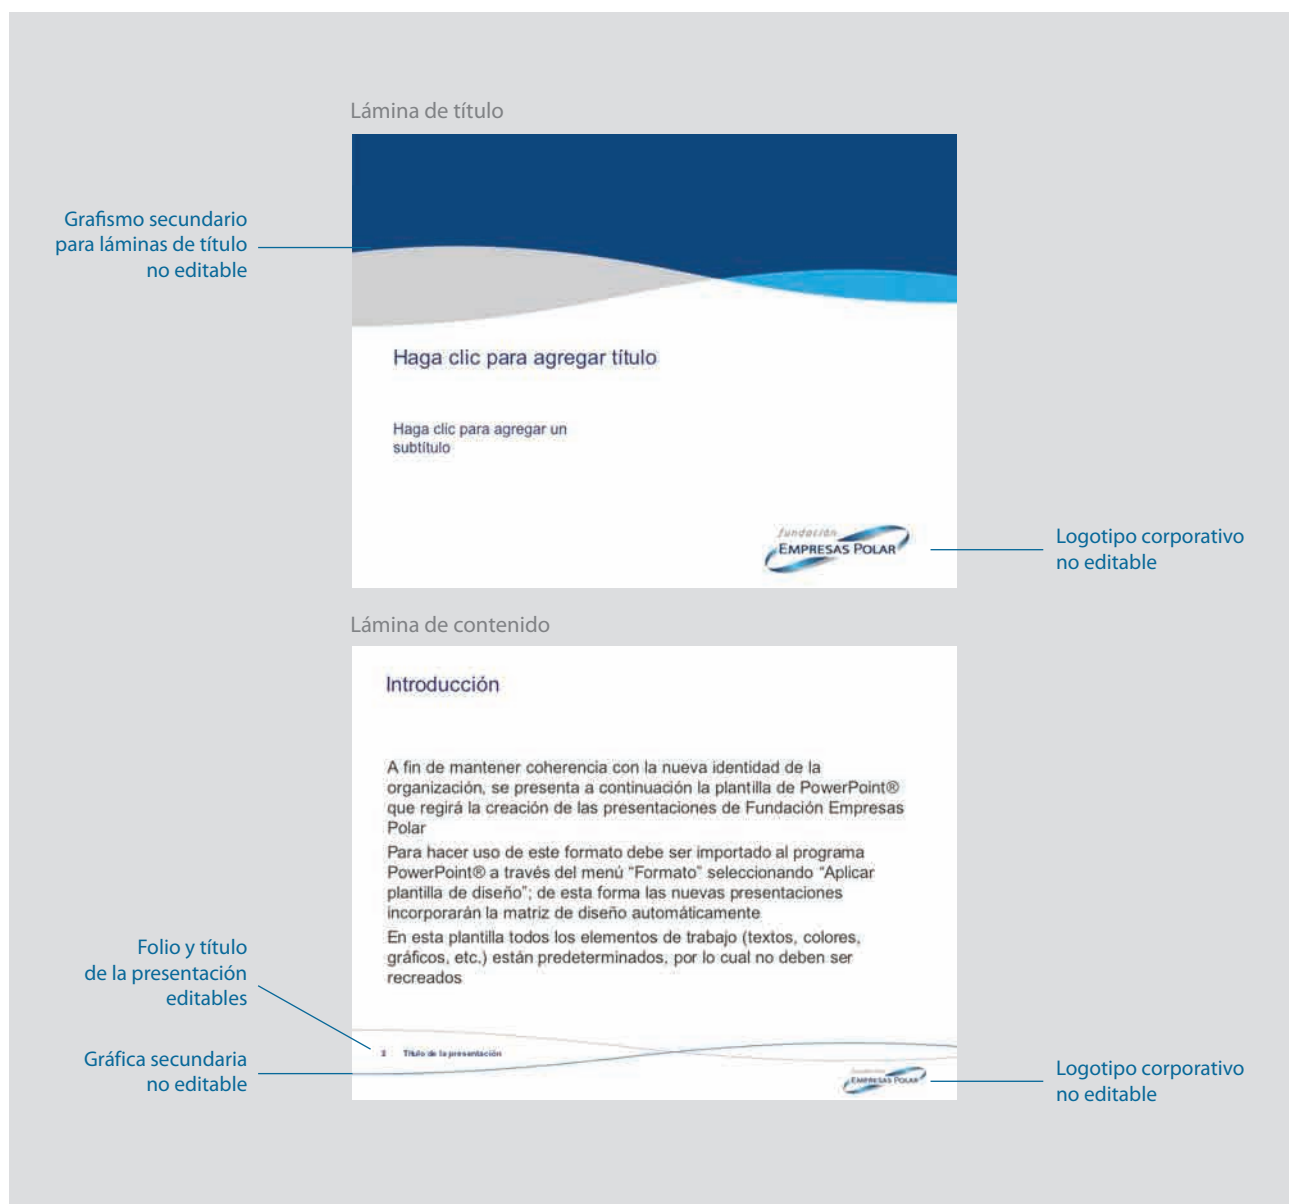 Lámina de título
Grafismo secundario
para láminas de título
no editable
Haga clic para agregar título
Haga clic para agregar un
subtítulo
fundación
EMPRESAS POLAR
Logotipo corporativo
no editable
Lámina de contenido
Introducción
A fin de mantener coherencia con la nueva identidad de la
organización, se presenta a continuación la plantilla de PowerPoint®
que regirá la creación de las presentaciones de Fundación Empresas
Polar
Para hacer uso de este formato debe ser importado al programa
PowerPoint® a través del menú “Formato” seleccionando “Aplicar
plantilla de diseño”; de esta forma las nuevas presentaciones
incorporarán la matriz de diseño automáticamente
En esta plantilla todos los elementos de trabajo (textos, colores,
gráficos, etc.) están predeterminados, por lo cual no deben ser
recreados
Folio y título
de la presentación
editables
Título de la presentación
Gráfica secundaria
no editable
EMPRESAS POLAR
Logotipo corporativo
no editable